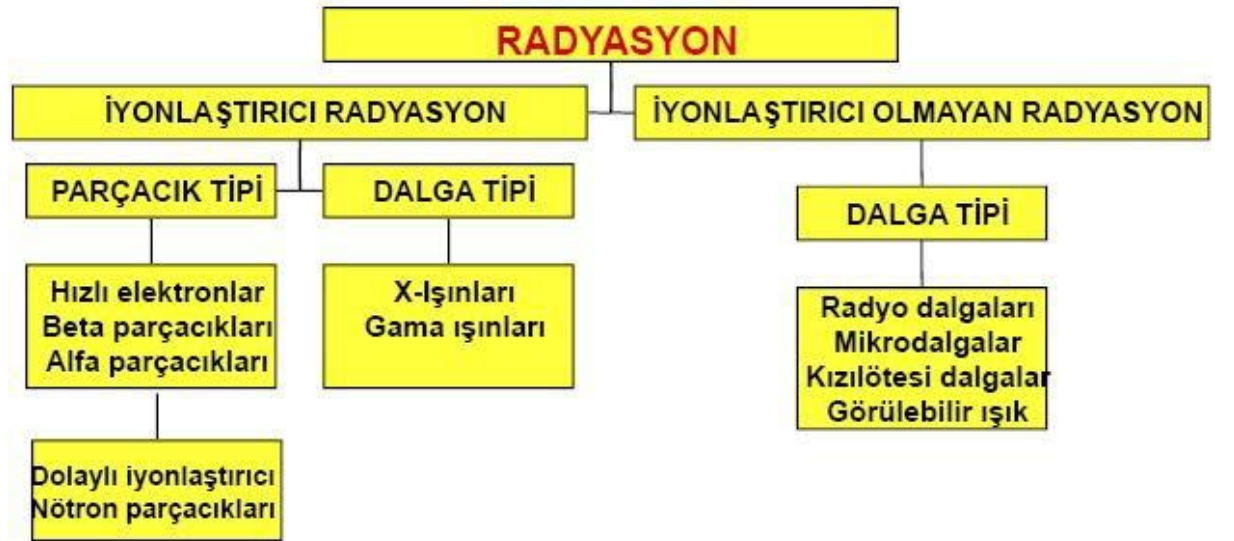 RADYASYON
İYONLAŞTIRICI RADYASYON
İYONLAŞTIRICI OLMAYAN RADYASYON
PARÇACIK TİPİ
DALGA TİPİ
DALGA TİPİ
Hızlı elektronlar
Beta parçacıkları
Alfa parçacıkları
X-Işınları
Gama ışınları
Radyo dalgaları
Mikrodalgalar
Kızılötesi dalgalar
Görülebilir ışık
Dolaylı iyonlaştırıcı
Nötron parçacıkları